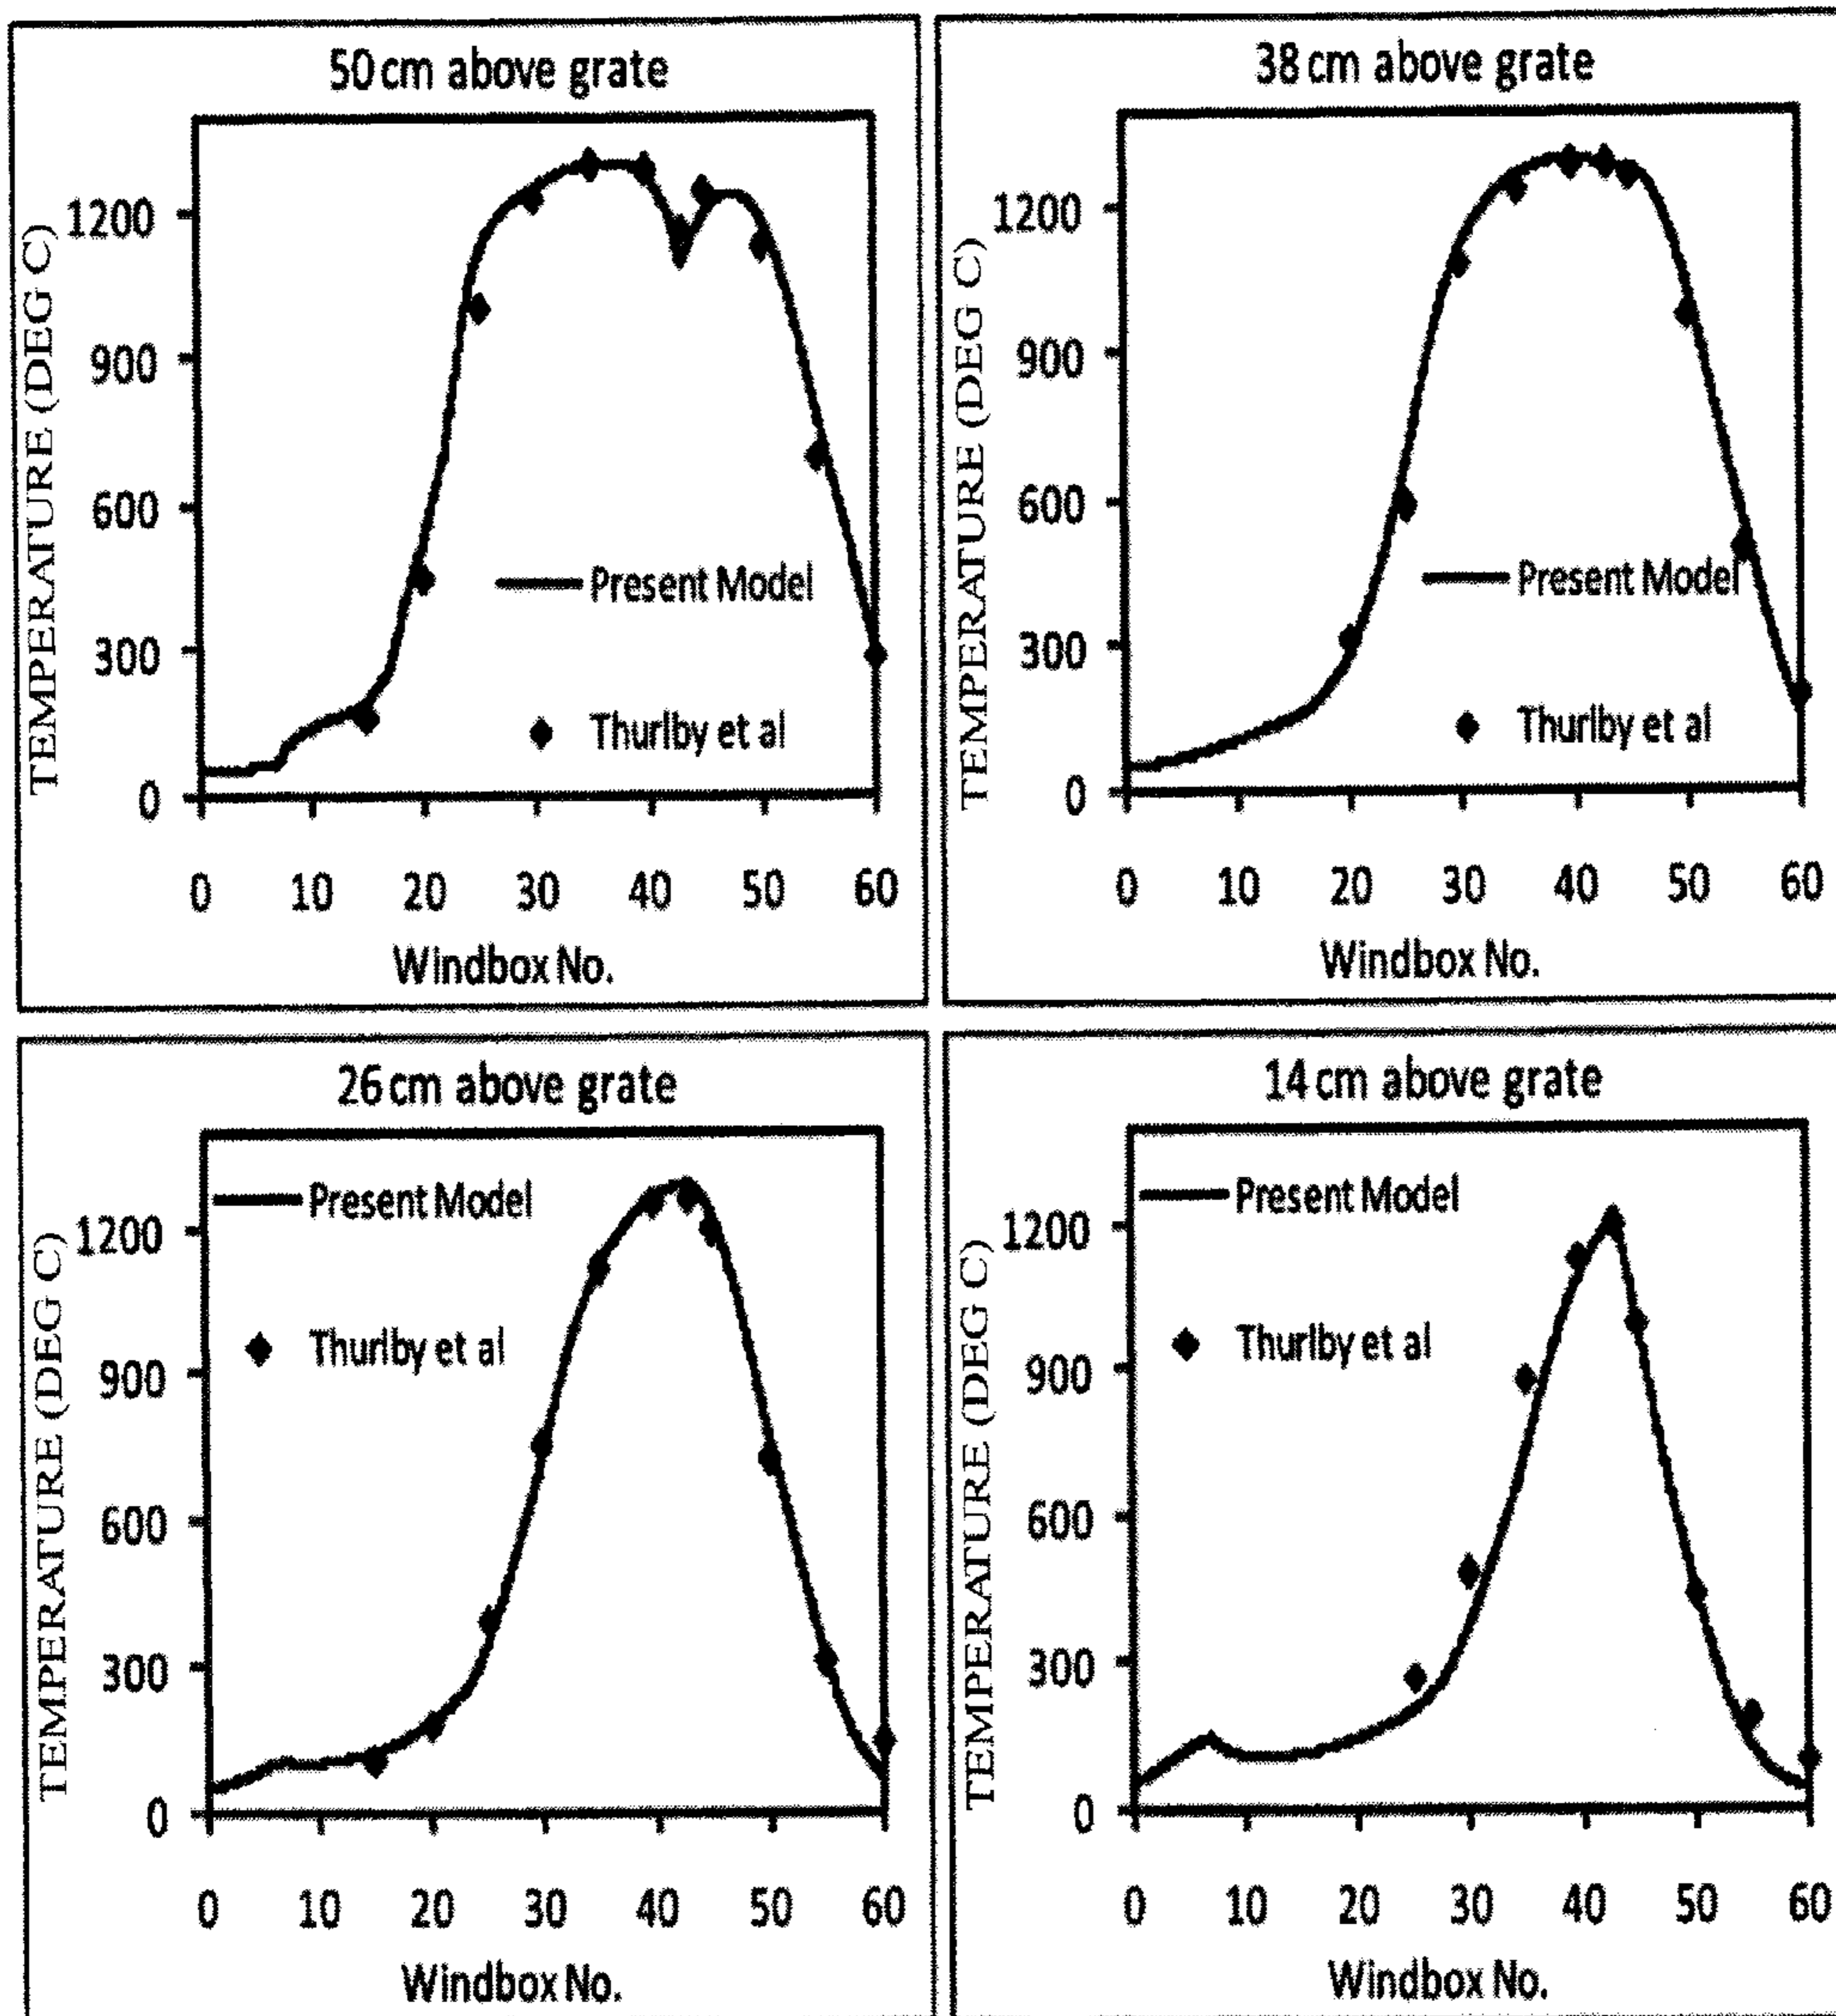 50 cm above grate
TEMPERATURE (DEG C)
1200
900
600
300
0
Present Model
Thurlby et al
0 10 20 30 40 50 60
Windbox No.
38 cm above grate
TEMPERATURE (DEG C)
1200
900
600
300
0
Present Model
Thurlby et al
0 10 20 30 40 50 60
Windbox No.
26 cm above grate
TEMPERATURE (DEG C)
1200
900
600
300
0
Present Model
Thurlby et al
0 10 20 30 40 50 60
Windbox No.
14 cm above grate
TEMPERATURE (DEG C)
1200
900
600
300
0
Present Model
Thurlby et al
0 10 20 30 40 50 60
Windbox No.